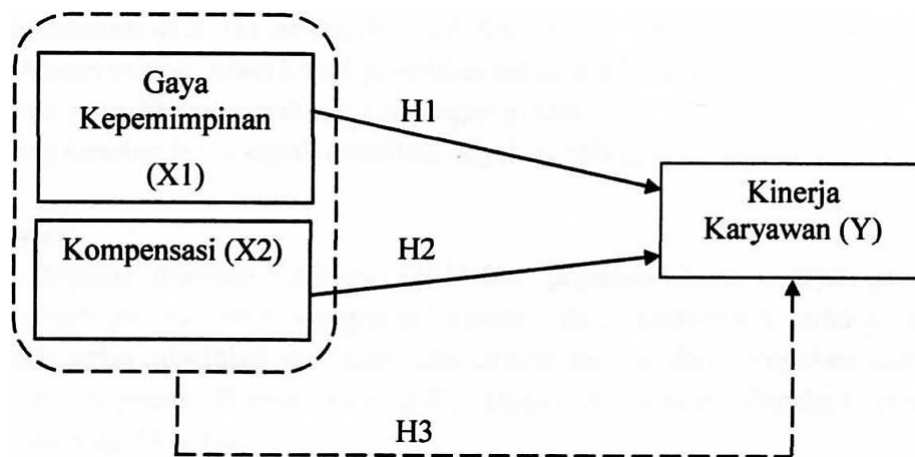 Gaya
Kepemimpinan
(X1)
H1
Kompensasi (X2)
H2
Kinerja
Karyawan (Y)
H3